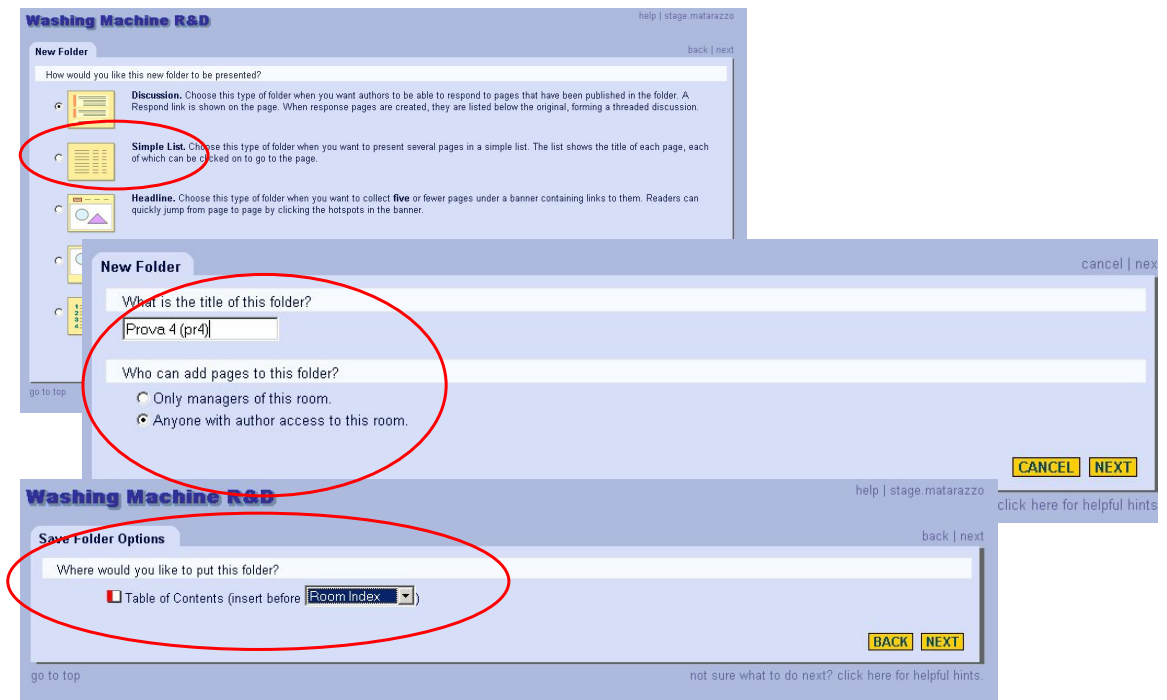 Washing Machine R&D
help | stage.matarazzo
New Folder
back | next
How would you like this new folder to be presented?
Discussion. Choose this type of folder when you want authors to be able to respond to pages that have been published in the folder. A
Respond link is shown on the page. When response pages are created, they are listed below the original, forming a threaded discussion.
Simple List. Choose this type of folder when you want to present several pages in a simple list. The list shows the title of each page, each
of which can be clicked on to go to the page.
Headline. Choose this type of folder when you want to collect five or fewer pages under a banner containing links to them. Readers can
quickly jump from page to page by clicking the hotspots in the banner.
1:
2:
3:
4:
go to top
New Folder
cancel | nex
What is the title of this folder?
Prova 4 (pr4)
Who can add pages to this folder?
Only managers of this room.
Anyone with author access to this room.
CANCEL NEXT
click here for helpful hints
Washing Machine R&D
help | stage.matarazzo
Save Folder Options
back | next
Where would you like to put this folder?
Table of Contents (insert before Room Index )
BACK NEXT
go to top
not sure what to do next? click here for helpful hints.